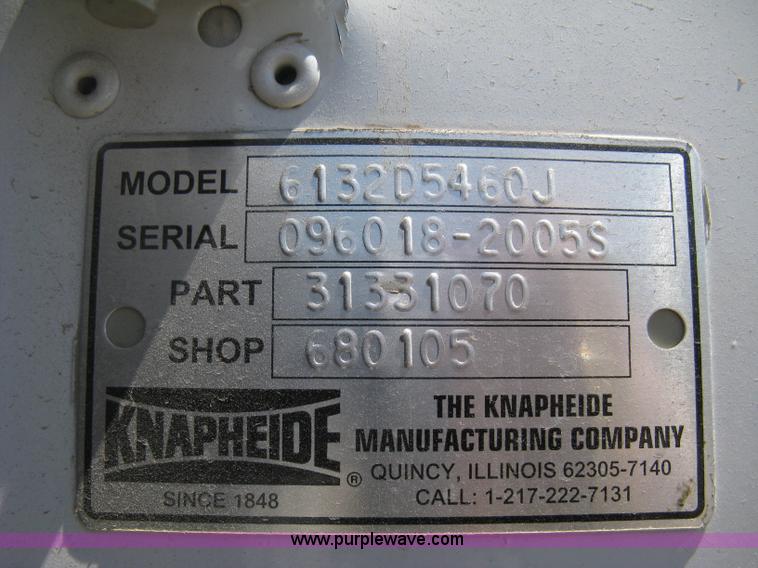 MODEL 6132D5460J
SERIAL 096018-2005S
PART 31331070
SHOP 680105
KNAPHEIDE ®
SINCE 1848
THE KNAPHEIDE
MANUFACTURING COMPANY
QUINCY, ILLINOIS 62305-7140
CALL: 1-217-222-7131
www.purplewave.com